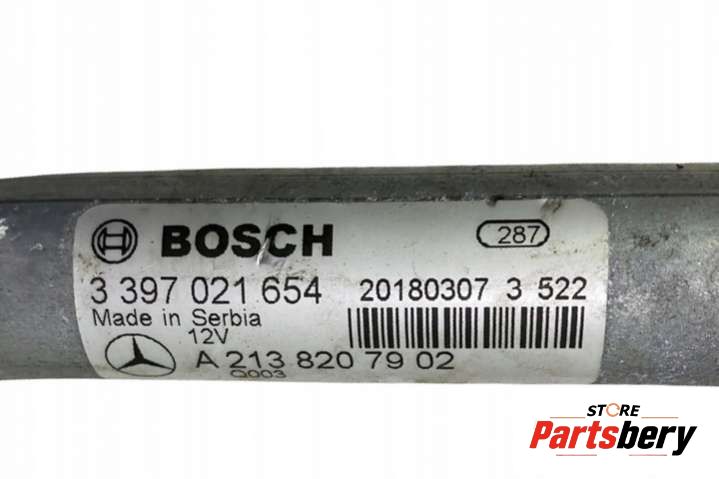 BOSCH 287
3 397 021 654 20180307 3 522
Made in Serbia
12V
A 213 820 79 02
Q003
STORE
Partsbery